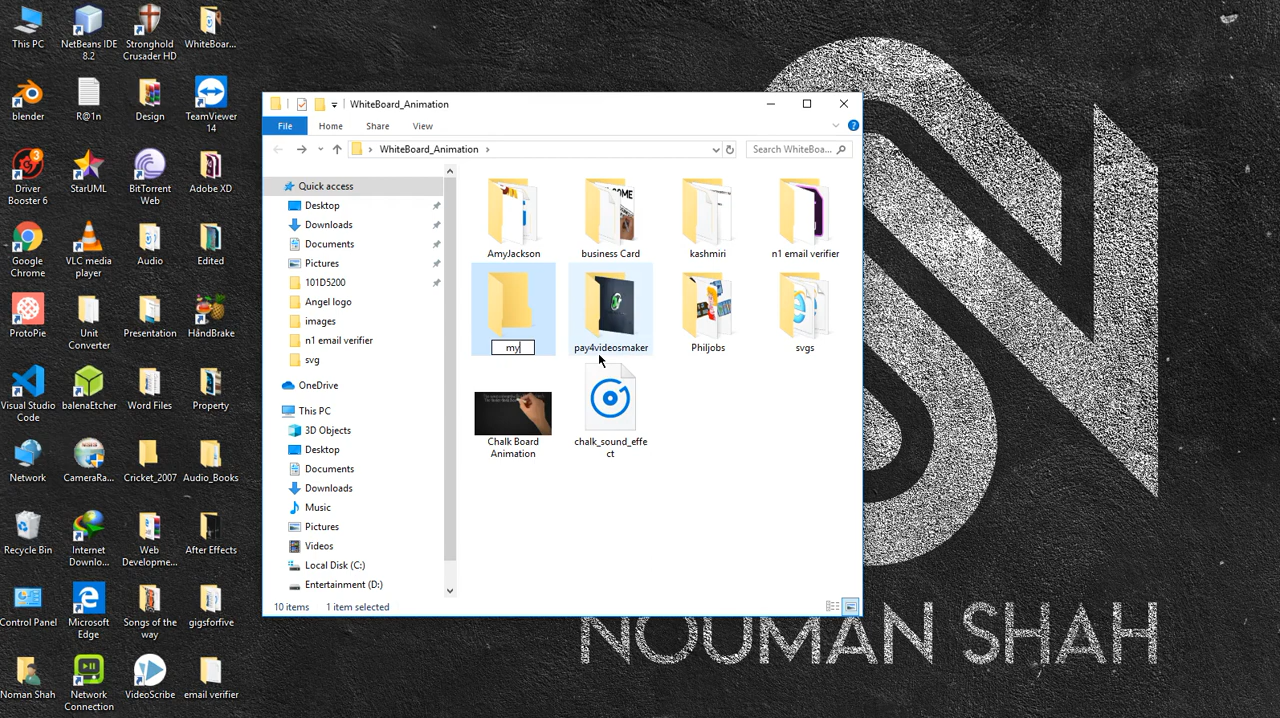 This PC
NetBeans IDE
8.2
Stronghold
Crusader HD
WhiteBoar...
blender
R@1n
Design
TeamViewer
14
Driver
Booster 6
StarUML
BitTorrent
Web
Adobe XD
Google
Chrome
VLC media
player
Audio
Edited
ProtoPie
Unit
Converter
Presentation
HandBrake
Visual Studio
Code
balenaEtcher
Word Files
Property
Network
CameraRa...
Cricket_2007
Audio_Books
Recycle Bin
Internet
Downlo...
Web
Developme...
After Effects
Control Panel
Microsoft
Edge
Songs of the
way
gigsforfive
Noman Shah
Network
Connection
VideoScribe
email verifier
WhiteBoard_Animation
File
Home
Share
View
WhiteBoard_Animation
Search WhiteBoa...
Quick access
Desktop
Downloads
Documents
Pictures
101D5200
Angel logo
images
n1 email verifier
svg
OneDrive
This PC
3D Objects
Desktop
Documents
Downloads
Music
Pictures
Videos
Local Disk (C:)
Entertainment (D:)
AmyJackson
business Card
kashmiri
n1 email verifier
my
pay4videosmaker
Philjobs
svgs
Chalk Board
Animation
chalk_sound_effe
ct
10 items
1 item selected
NOUMAN SHAH